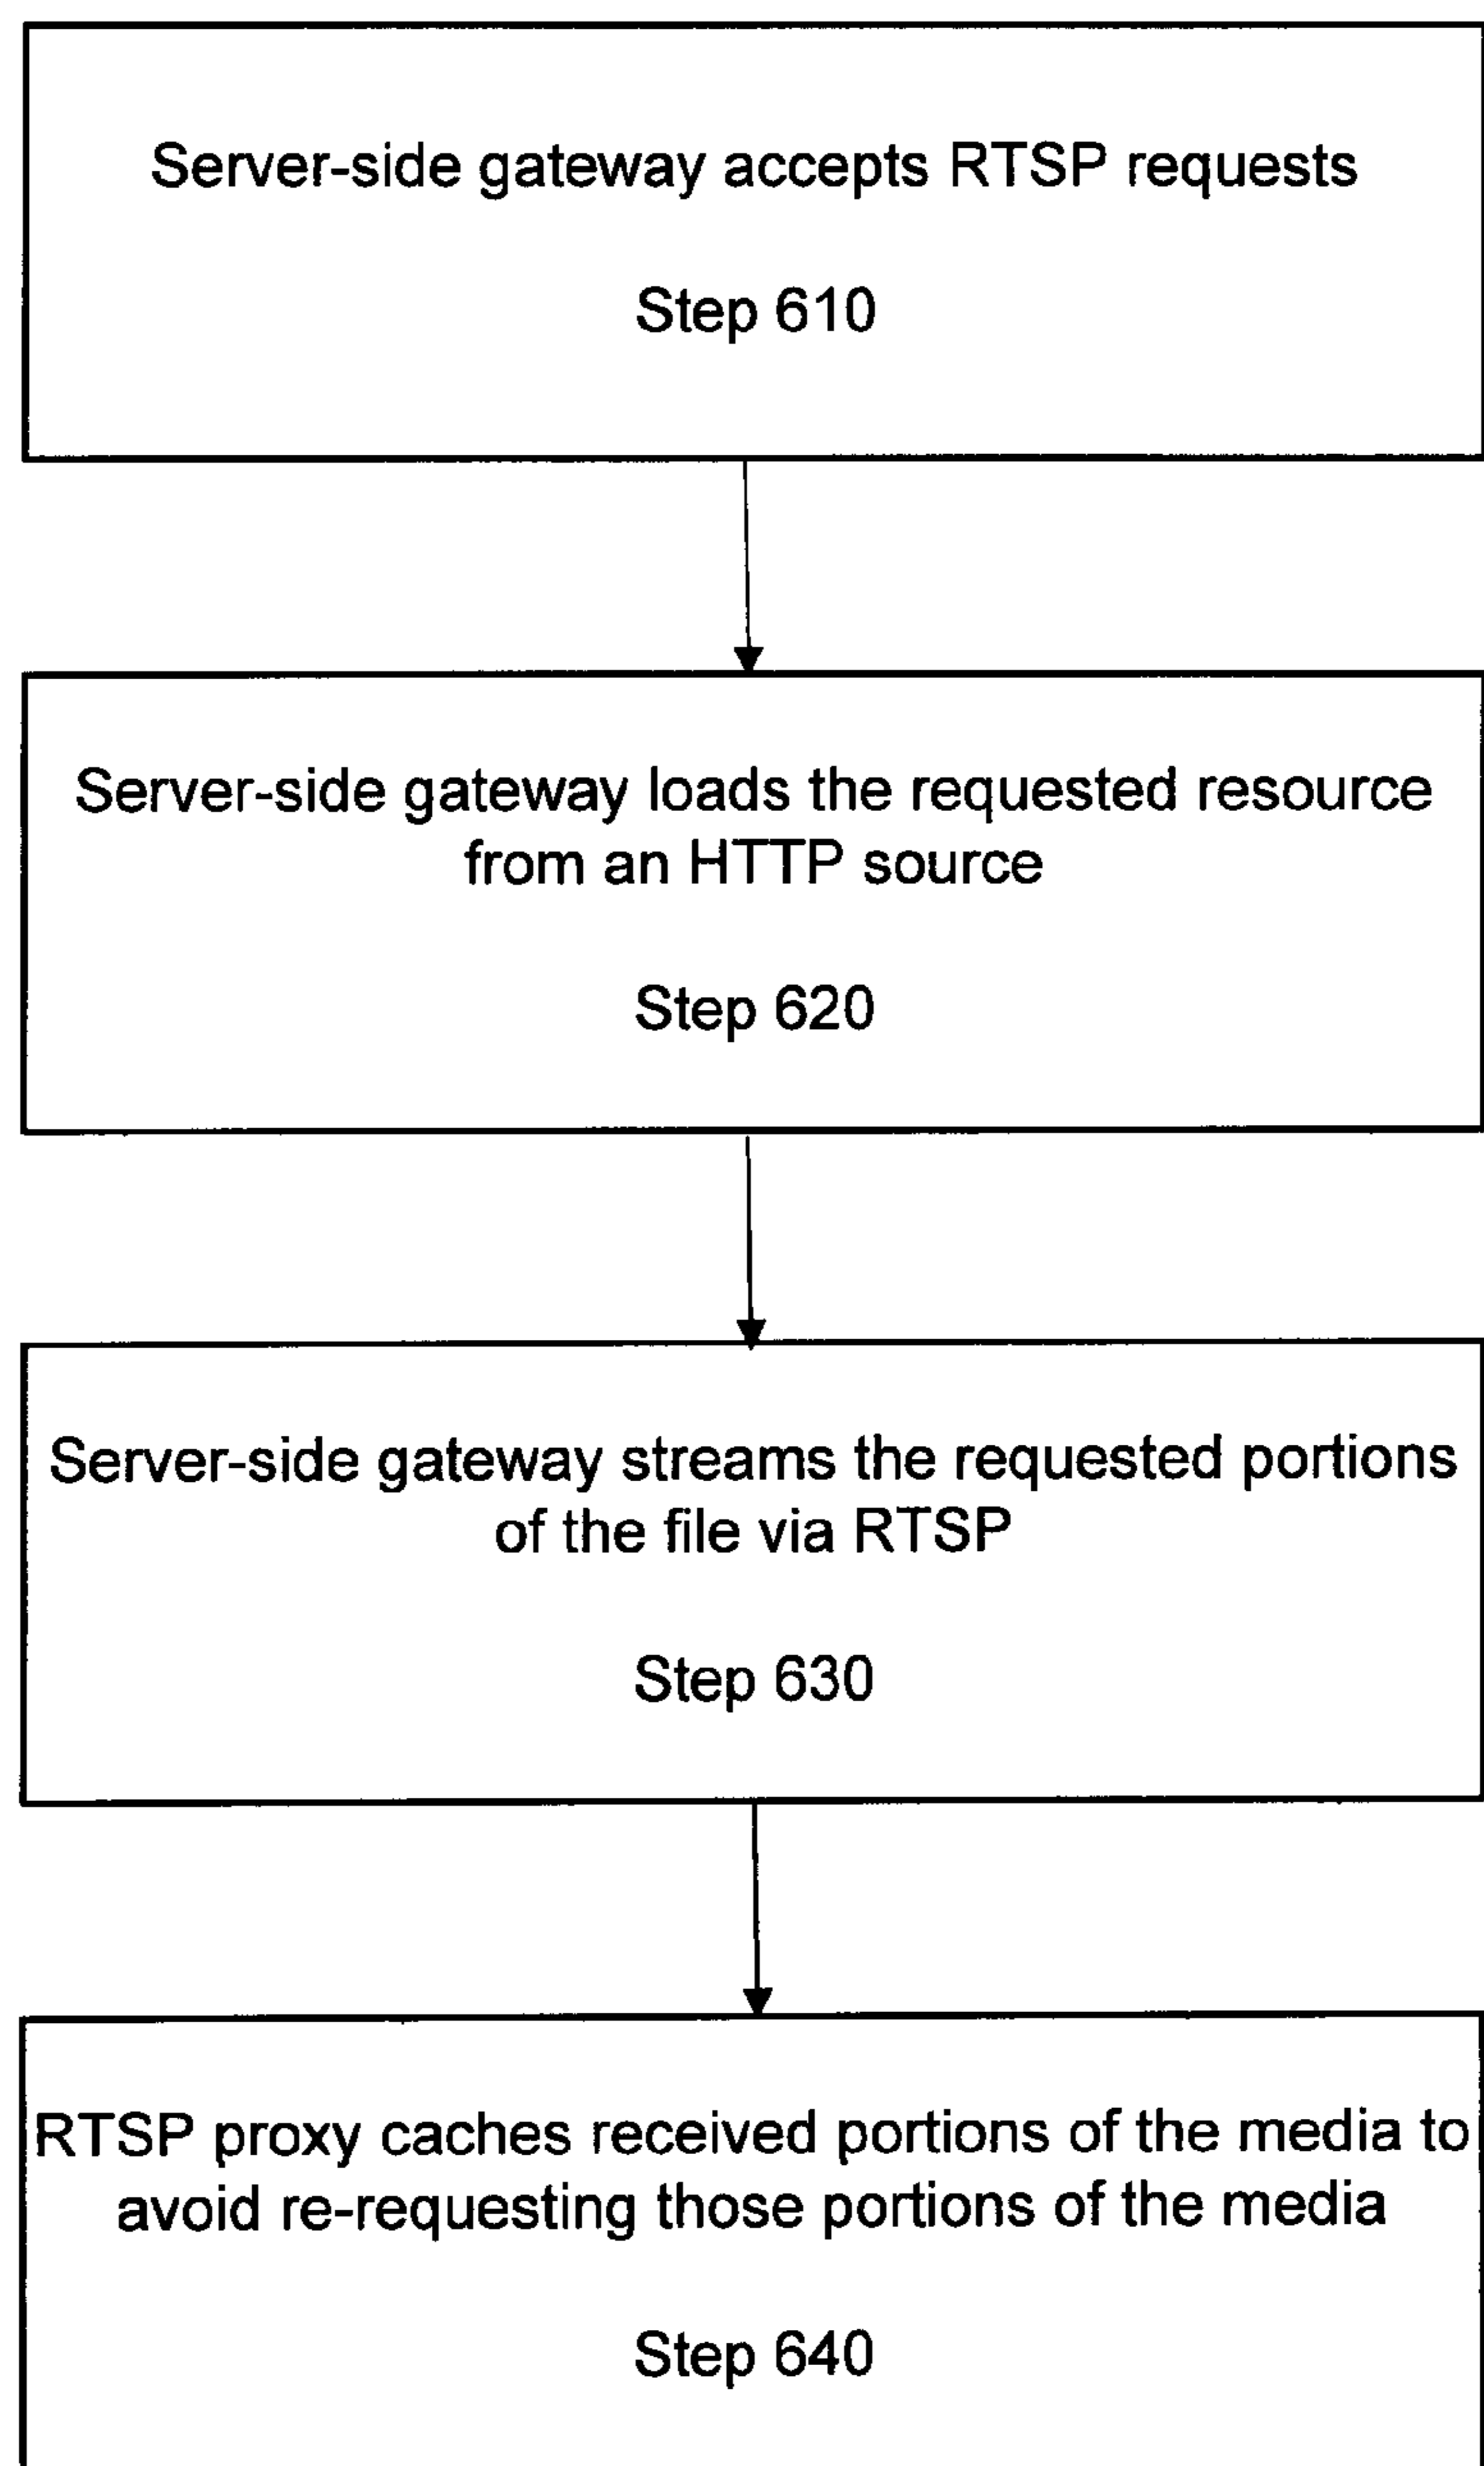 Server-side gateway accepts RTSP requests
Step 610
Server-side gateway loads the requested resource
from an HTTP source
Step 620
Server-side gateway streams the requested portions
of the file via RTSP
Step 630
RTSP proxy caches received portions of the media to
avoid re-requesting those portions of the media
Step 640